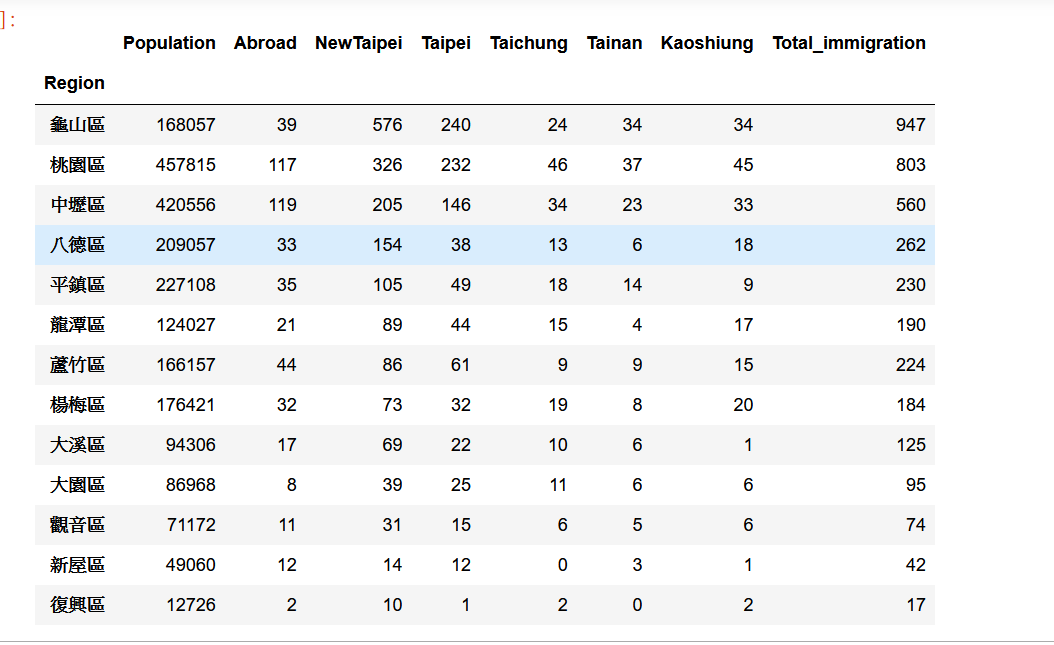 ]:
Population Abroad NewTaipei Taipei Taichung Tainan Kaoshiung Total_immigration
Region
龜山區 168057 39 576 240 24 34 34 947
桃園區 457815 117 326 232 46 37 45 803
中壢區 420556 119 205 146 34 23 33 560
八德區 209057 33 154 38 13 6 18 262
平鎮區 227108 35 105 49 18 14 9 230
龍潭區 124027 21 89 44 15 4 17 190
蘆竹區 166157 44 86 61 9 9 15 224
楊梅區 176421 32 73 32 19 8 20 184
大溪區 94306 17 69 22 10 6 1 125
大園區 86968 8 39 25 11 6 6 95
觀音區 71172 11 31 15 6 5 6 74
新屋區 49060 12 14 12 0 3 1 42
復興區 12726 2 10 1 2 0 2 17